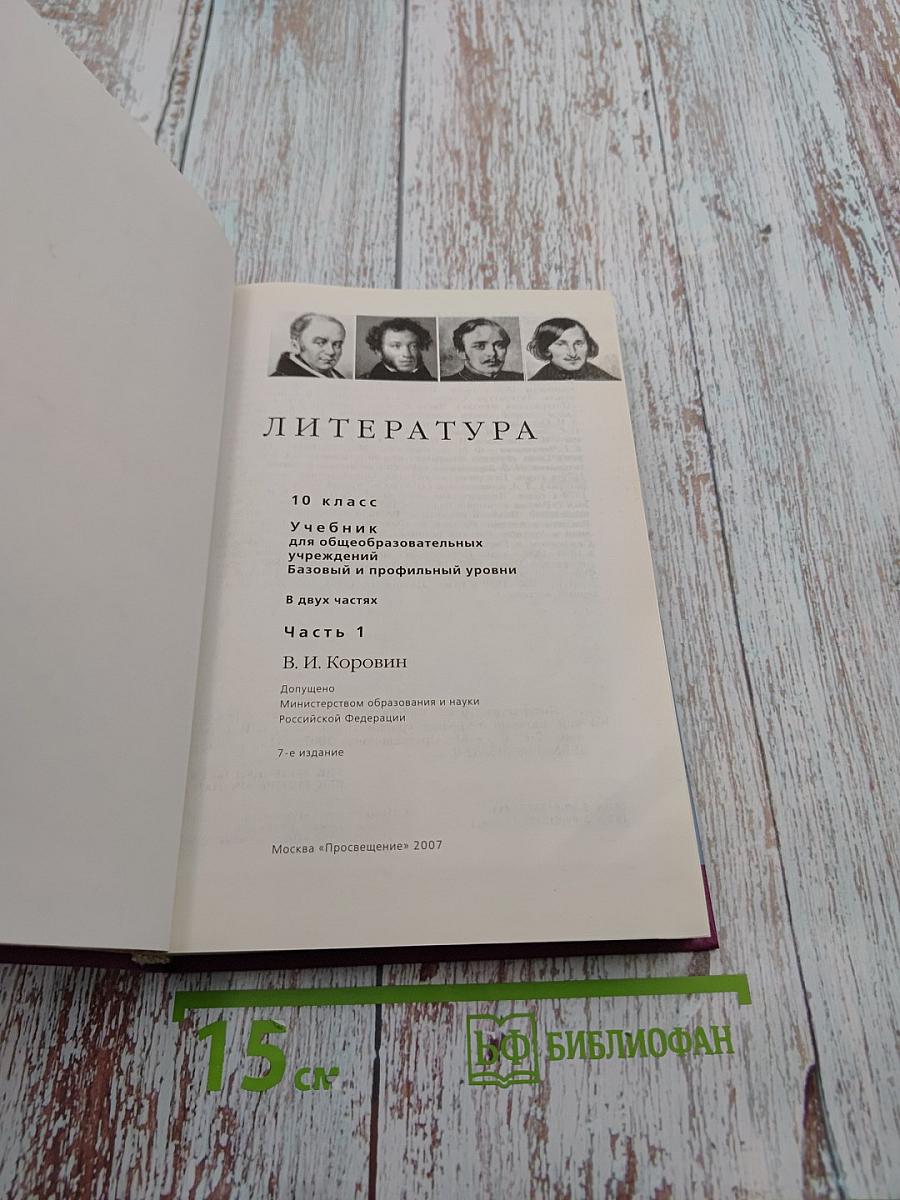 ЛИТЕРАТУРА
10 класс
Учебник
для общеобразовательных
учреждений
Базовый и профильный уровни
В двух частях
Часть 1
В. И. Коровин
Допущено
Министерством образования и науки
Российской Федерации
7-е издание
Москва «Просвещение» 2007
15 см
БФ БИБЛИОФАН